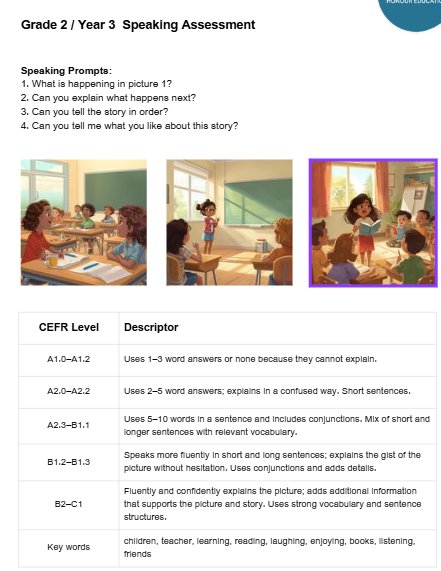 HONOUR EDUCATION
Grade 2 / Year 3 Speaking Assessment
Speaking Prompts:
1. What is happening in picture 1?
2. Can you explain what happens next?
3. Can you tell the story in order?
4. Can you tell me what you like about this story?
CEFR Level Descriptor
A1.0–A1.2 Uses 1–3 word answers or none because they cannot explain.
A2.0–A2.2 Uses 2–5 word answers; explains in a confused way. Short sentences.
A2.3–B1.1 Uses 5–10 words in a sentence and includes conjunctions. Mix of short and
longer sentences with relevant vocabulary.
B1.2–B1.3 Speaks more fluently in short and long sentences; explains the gist of the
picture without hesitation. Uses conjunctions and adds details.
B2–C1 Fluently and confidently explains the picture; adds additional information
that supports the picture and story. Uses strong vocabulary and sentence
structures.
Key words children, teacher, learning, reading, laughing, enjoying, books, listening,
friends